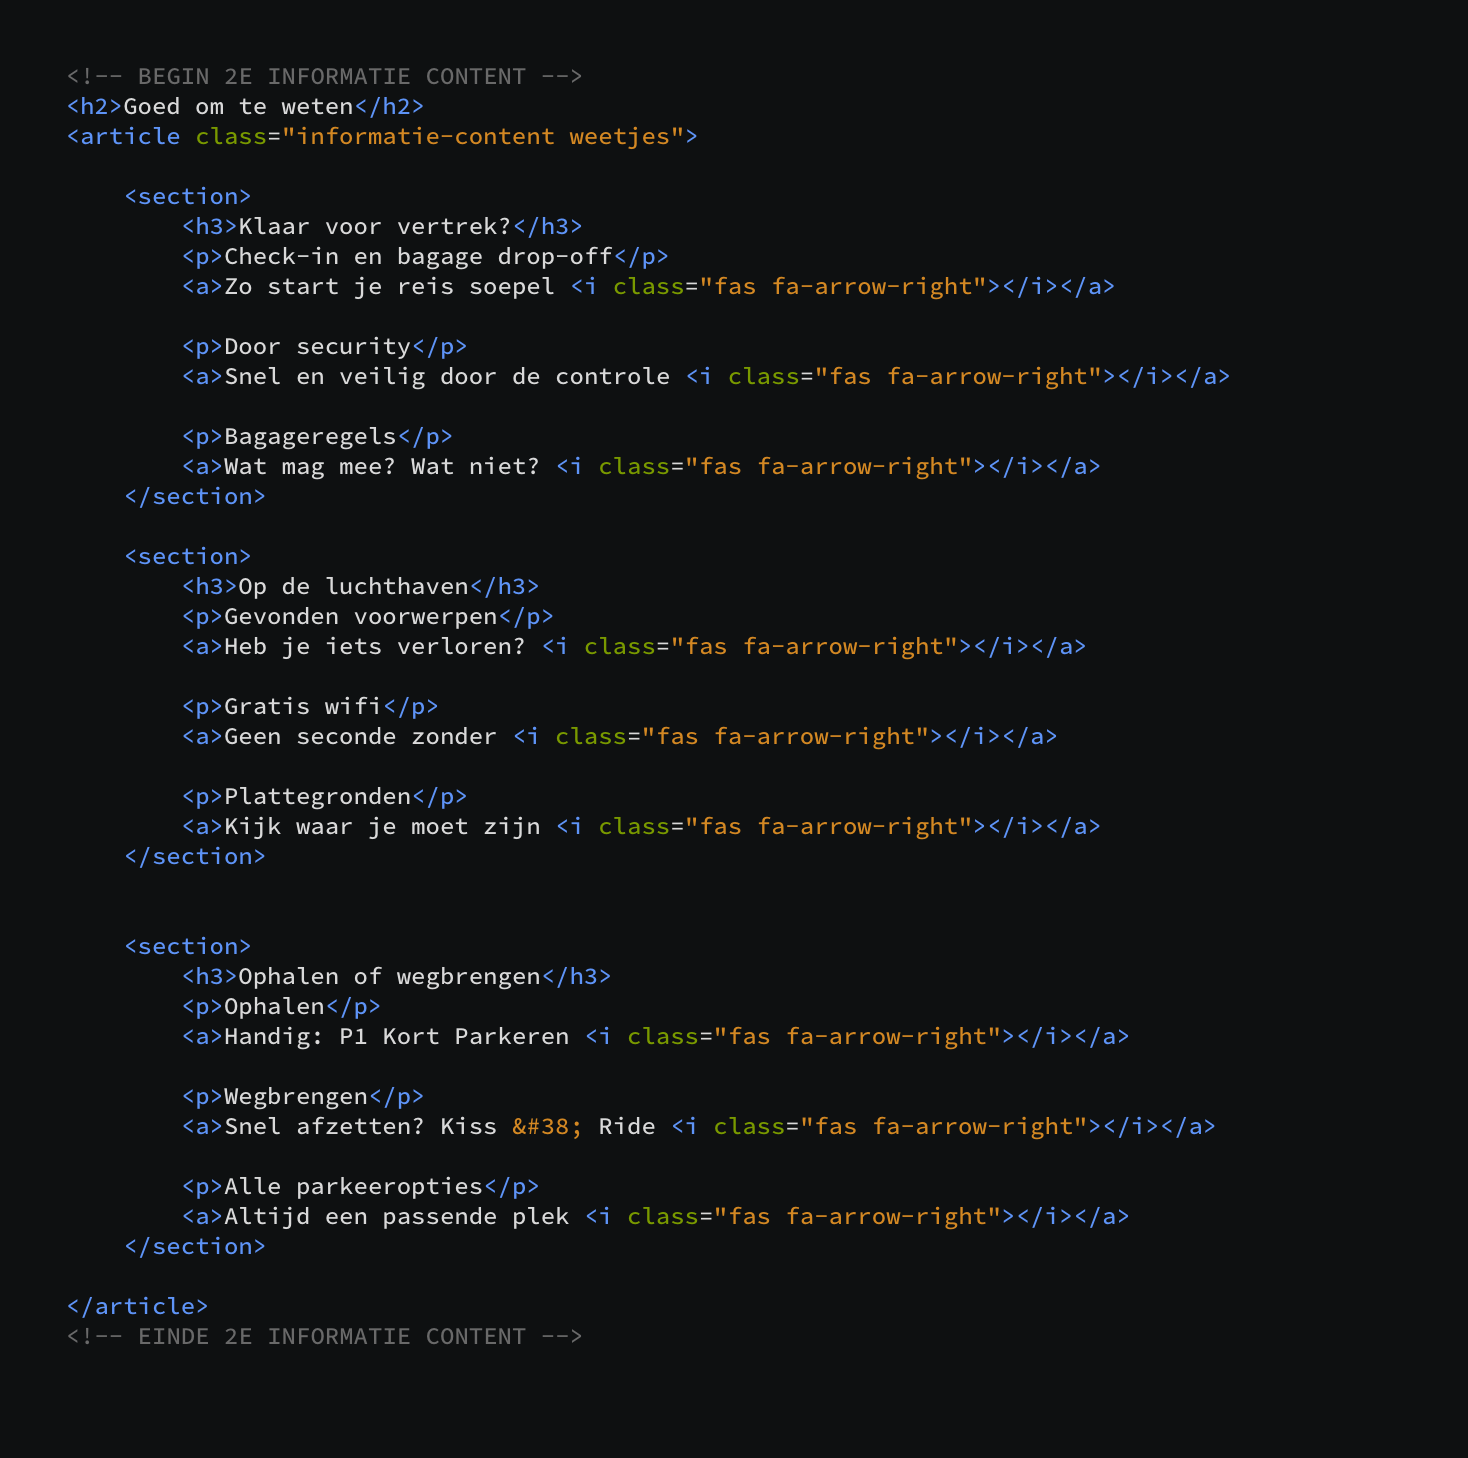 <!-- BEGIN 2E INFORMATIE CONTENT -->
<h2>Goed om te weten</h2>
<article class="informatie-content weetjes">
<section>
<h3>Klaar voor vertrek?</h3>
<p>Check-in en bagage drop-off</p>
<a>Zo start je reis soepel <i class="fas fa-arrow-right"></i></a>
<p>Door security</p>
<a>Snel en veilig door de controle <i class="fas fa-arrow-right"></i></a>
<p>Bagageregels</p>
<a>Wat mag mee? Wat niet? <i class="fas fa-arrow-right"></i></a>
</section>
<section>
<h3>Op de luchthaven</h3>
<p>Gevonden voorwerpen</p>
<a>Heb je iets verloren? <i class="fas fa-arrow-right"></i></a>
<p>Gratis wifi</p>
<a>Geen seconde zonder <i class="fas fa-arrow-right"></i></a>
<p>Plattegronden</p>
<a>Kijk waar je moet zijn <i class="fas fa-arrow-right"></i></a>
</section>
<section>
<h3>Ophalen of wegbrengen</h3>
<p>Ophalen</p>
<a>Handig: P1 Kort Parkeren <i class="fas fa-arrow-right"></i></a>
<p>Wegbrengen</p>
<a>Snel afzetten? Kiss &#38; Ride <i class="fas fa-arrow-right"></i></a>
<p>Alle parkeeropties</p>
<a>Altijd een passende plek <i class="fas fa-arrow-right"></i></a>
</section>
</article>
<!-- EINDE 2E INFORMATIE CONTENT -->